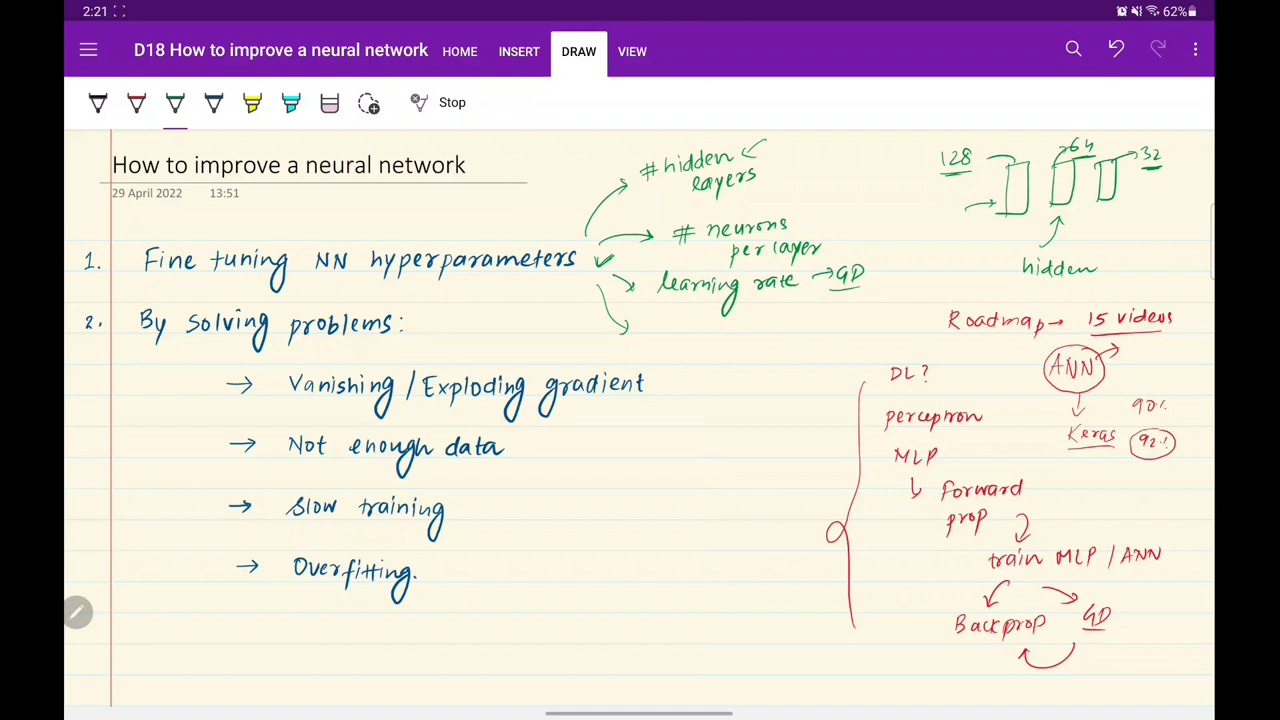 2:21
62%
D18 How to improve a neural network
HOME
INSERT
DRAW
VIEW
Stop
How to improve a neural network
29 April 2022 13:51
1. Fine tuning NN hyperparameters
# hidden
layers
# neurons
per layer
learning rate → GD
128
64
32
hidden
2. By solving problems:
→ Vanishing / Exploding gradient
→ Not enough data
→ Slow training
→ Overfitting.
Roadmap → 15 videos
ANN
Keras
90%
92%
DL?
perceptron
MLP
Forward
prop
train MLP / ANN
Backprop
GD